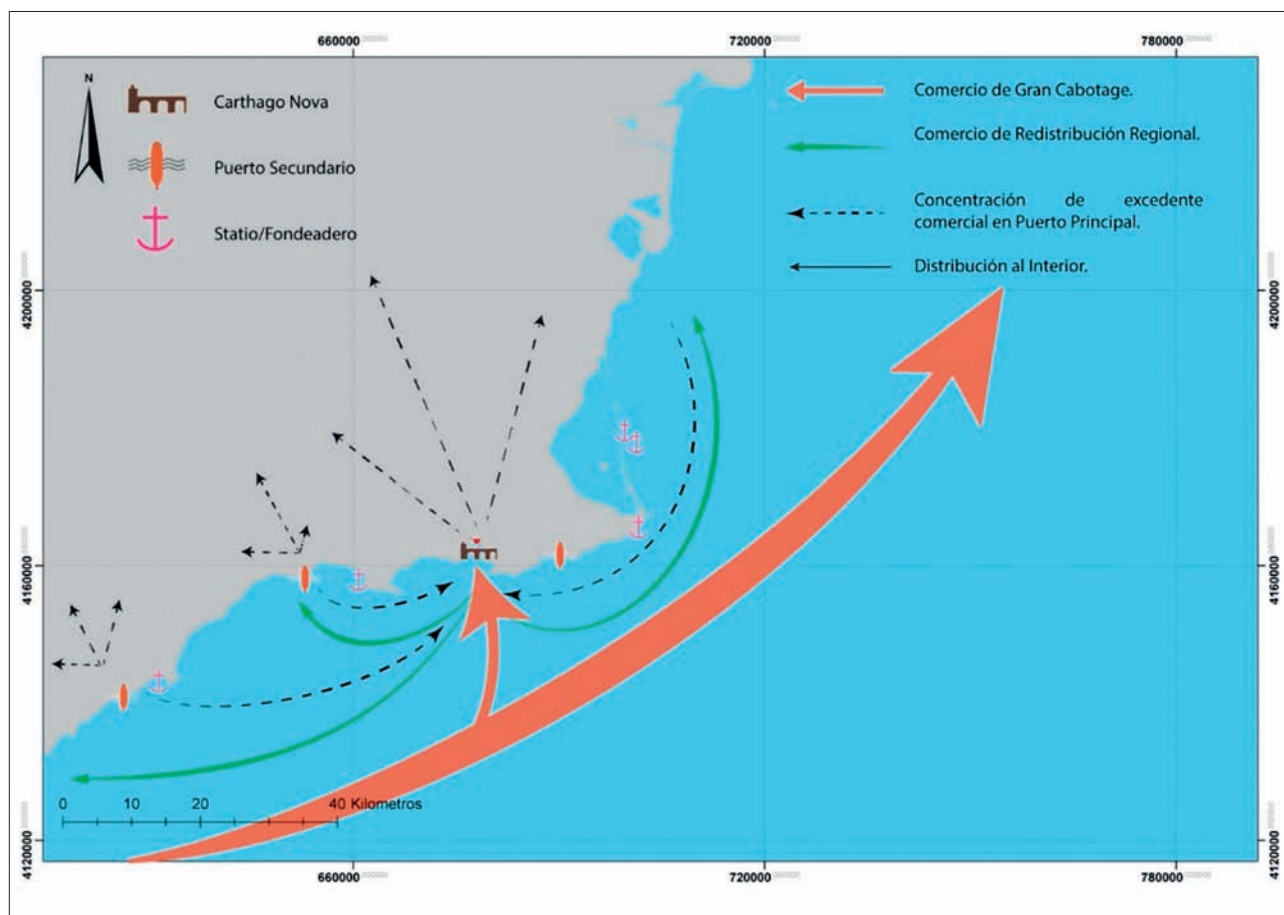 660000
720000
780000
N
Carthago Nova
Puerto Secundario
Statio/Fondeadero
Comercio de Gran Cabotage.
Comercio de Redistribución Regional.
Concentración de excedente
comercial en Puerto Principal.
Distribución al Interior.
4200000
4200000
4160000
4160000
0 10 20 40 Kilometros
4120000
4120000
660000
720000
780000